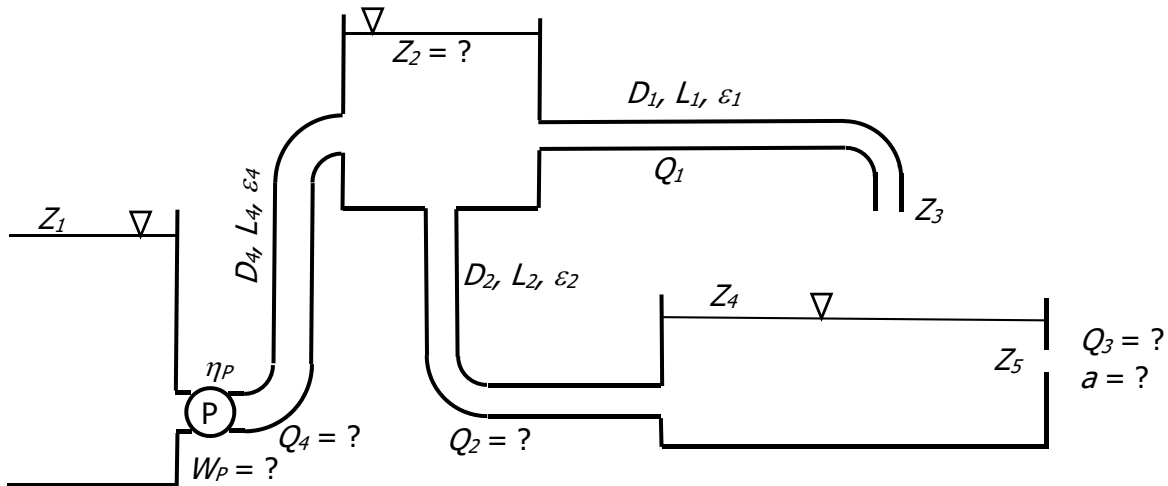 Z2 = ?
D1, L1, ε1
Q1
Z3
Z1
D4, L4, ε4
D2, L2, ε2
Z4
Z5
Q3 = ?
a = ?
ηP
P
Q4 = ?
Q2 = ?
WP = ?